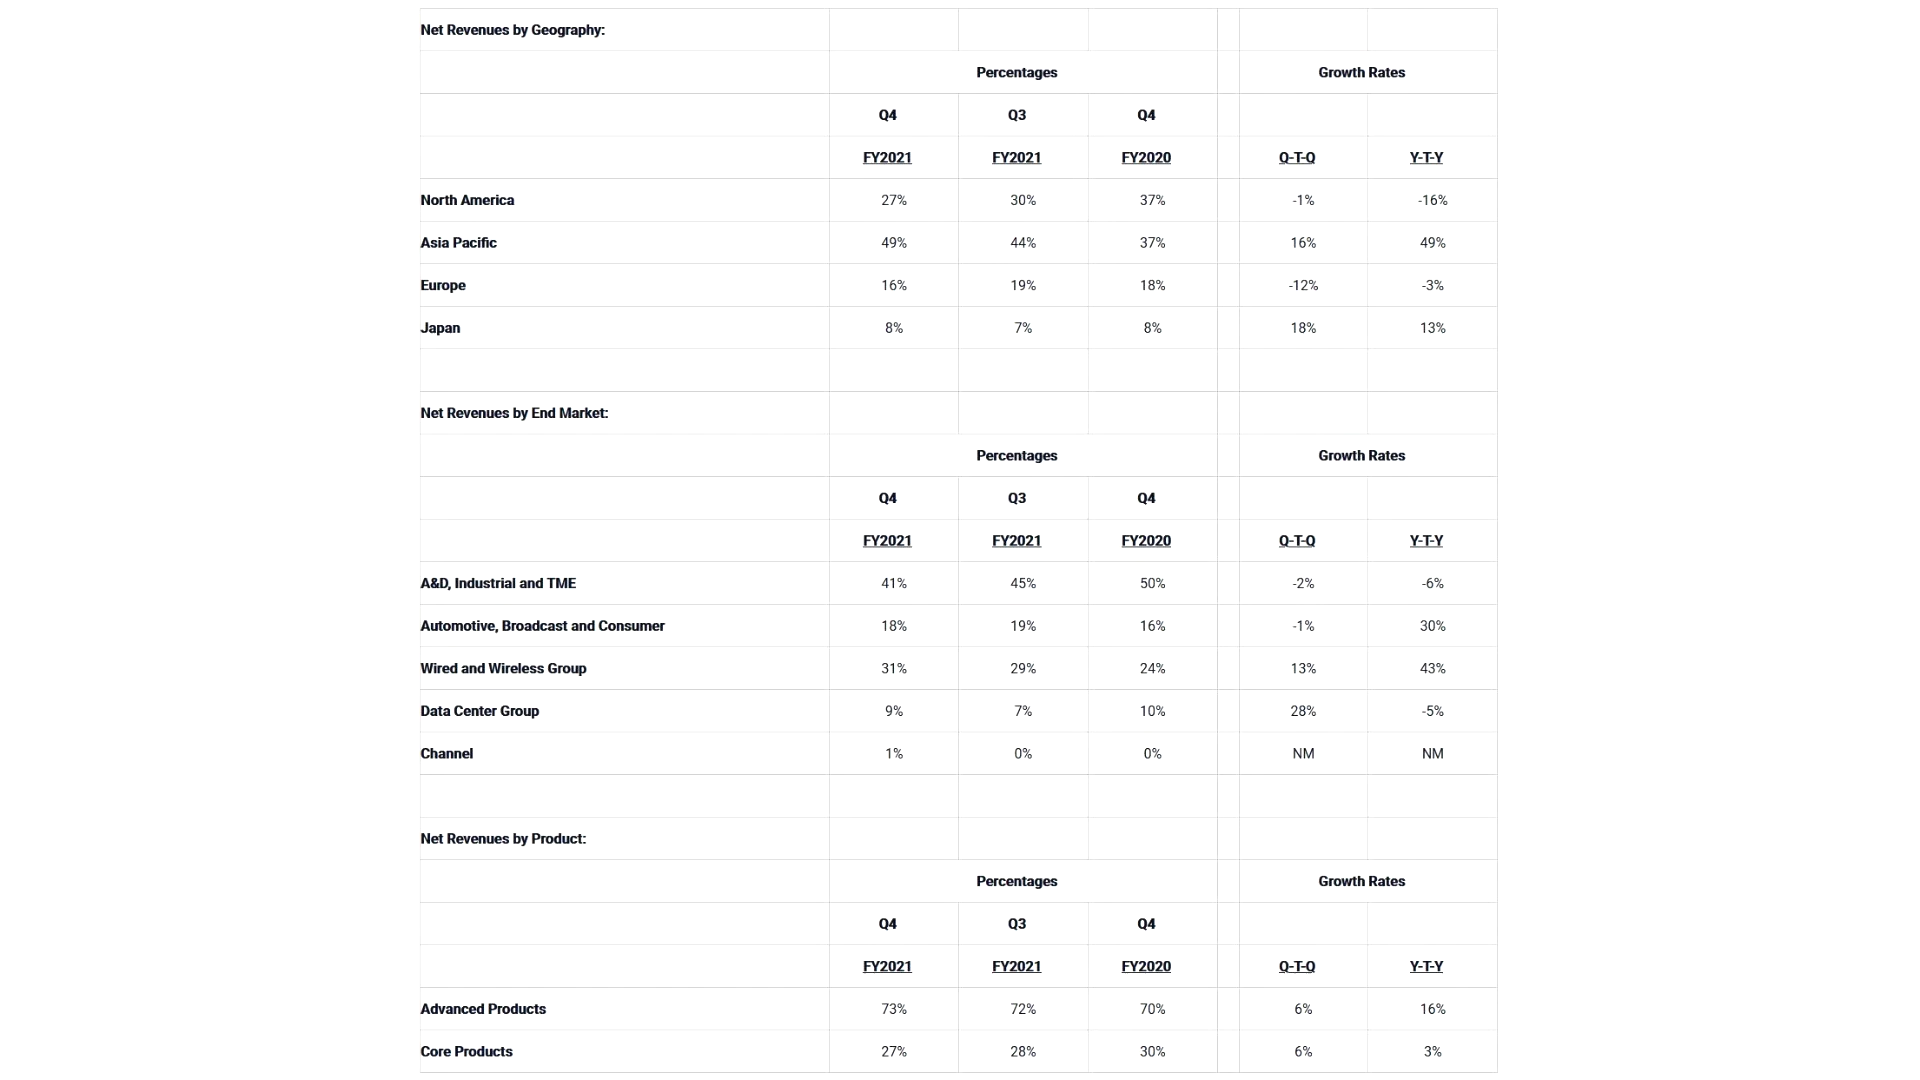 Net Revenues by Geography:
Percentages Growth Rates
Q4 Q3 Q4
FY2021 FY2021 FY2020 Q-T-Q Y-T-Y
North America 27% 30% 37% -1% -16%
Asia Pacific 49% 44% 37% 16% 49%
Europe 16% 19% 18% -12% -3%
Japan 8% 7% 8% 18% 13%
Net Revenues by End Market:
Percentages Growth Rates
Q4 Q3 Q4
FY2021 FY2021 FY2020 Q-T-Q Y-T-Y
A&D, Industrial and TME 41% 45% 50% -2% -6%
Automotive, Broadcast and Consumer 18% 19% 16% -1% 30%
Wired and Wireless Group 31% 29% 24% 13% 43%
Data Center Group 9% 7% 10% 28% -5%
Channel 1% 0% 0% NM NM
Net Revenues by Product:
Percentages Growth Rates
Q4 Q3 Q4
FY2021 FY2021 FY2020 Q-T-Q Y-T-Y
Advanced Products 73% 72% 70% 6% 16%
Core Products 27% 28% 30% 6% 3%